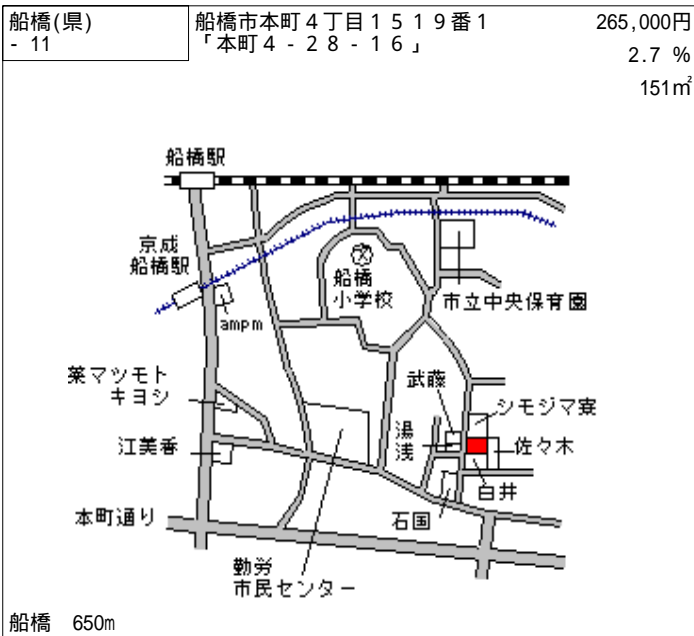 船橋(県)
- 11
船橋市本町４丁目１５１９番１
「本町４‐２８‐１６」
265,000円
2.7 %
151㎡
船橋駅
京成
船橋駅
ampm
文
船橋
小学校
市立中央保育園
薬マツモト
キヨシ
武藤
シモジマ寮
江美香
湯浅
佐々木
白井
本町通り
石国
勤労
市民センター
船橋 650m